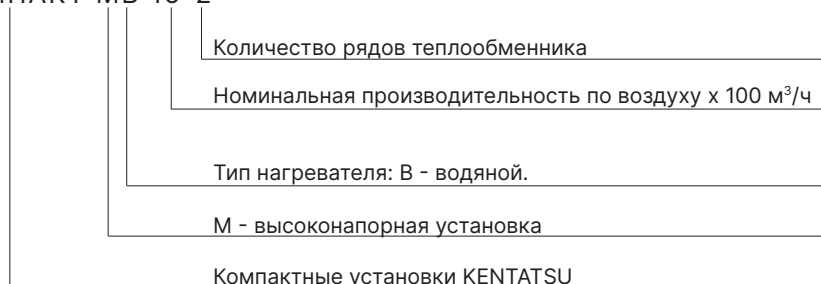 Количество рядов теплообменника
Номинальная производительность по воздуху x 100 м³/ч
Тип нагревателя: В - водяной.
М - высоконапорная установка
Компактные установки KENTATSU